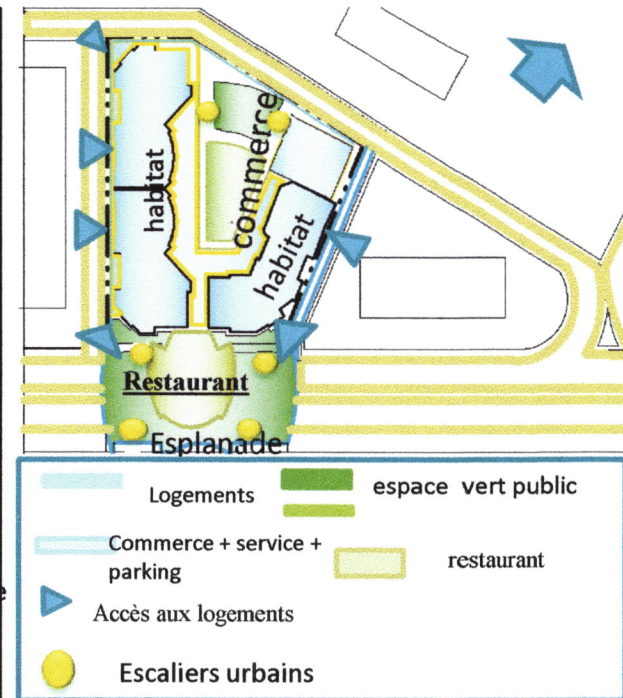 habitat
commerce
habitat
Restaurant
Esplanade
Logements
espace vert public
Commerce + service +
parking
restaurant
Accès aux logements
Escaliers urbains